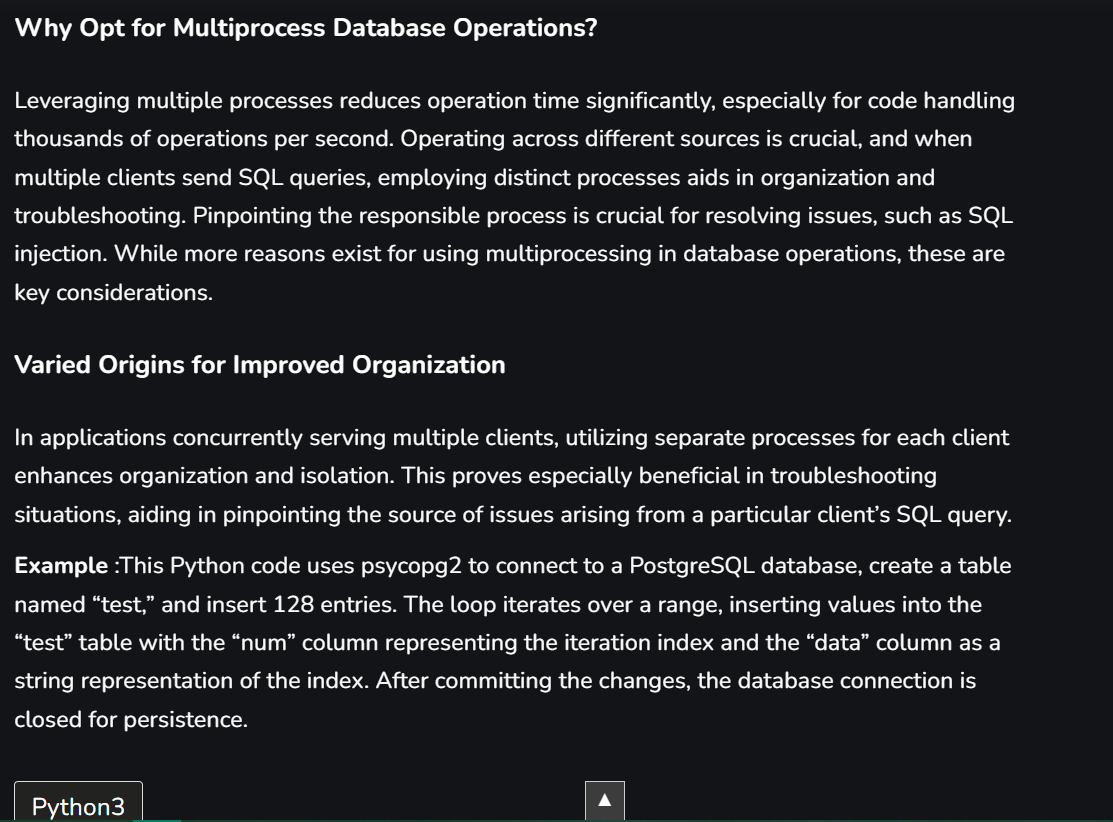 Why Opt for Multiprocess Database Operations?
Leveraging multiple processes reduces operation time significantly, especially for code handling
thousands of operations per second. Operating across different sources is crucial, and when
multiple clients send SQL queries, employing distinct processes aids in organization and
troubleshooting. Pinpointing the responsible process is crucial for resolving issues, such as SQL
injection. While more reasons exist for using multiprocessing in database operations, these are
key considerations.
Varied Origins for Improved Organization
In applications concurrently serving multiple clients, utilizing separate processes for each client
enhances organization and isolation. This proves especially beneficial in troubleshooting
situations, aiding in pinpointing the source of issues arising from a particular client’s SQL query.
Example :This Python code uses psycopg2 to connect to a PostgreSQL database, create a table
named “test,” and insert 128 entries. The loop iterates over a range, inserting values into the
“test” table with the “num” column representing the iteration index and the “data” column as a
string representation of the index. After committing the changes, the database connection is
closed for persistence.
Python3